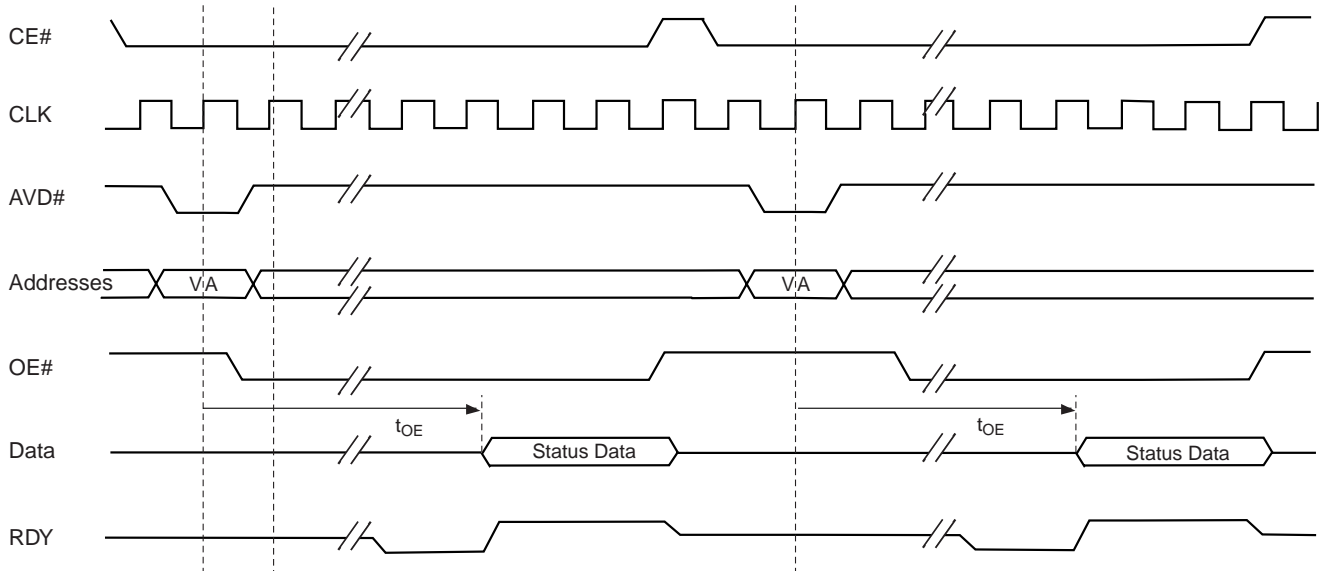 CE#
CLK
AVD#
Addresses
VA
VA
OE#
tOE
tOE
Data
Status Data
Status Data
RDY